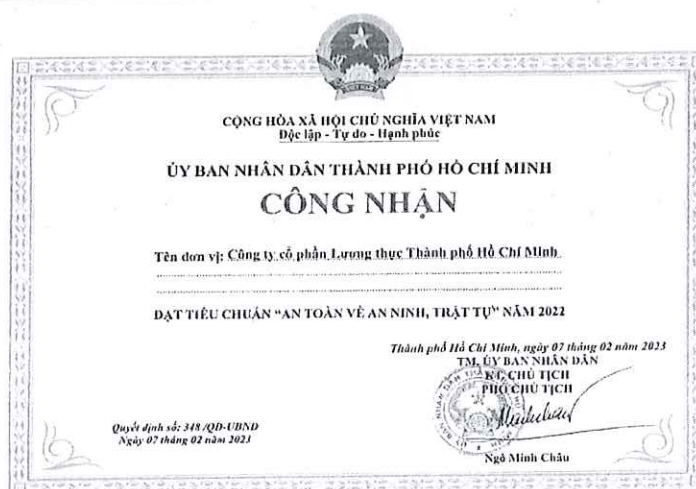 VIỆT NAM
CỘNG HÒA XÃ HỘI CHỦ NGHĨA VIỆT NAM
Độc lập - Tự do - Hạnh phúc
ỦY BAN NHÂN DÂN THÀNH PHỐ HỒ CHÍ MINH
CÔNG NHẬN
Tên đơn vị: Công ty cổ phần Lương thực Thành phố Hồ Chí Minh
ĐẠT TIÊU CHUẨN “AN TOÀN VỀ AN NINH, TRẬT TỰ” NĂM 2022
Thành phố Hồ Chí Minh, ngày 07 tháng 02 năm 2023
TM. ỦY BAN NHÂN DÂN
KT. CHỦ TỊCH
PHÓ CHỦ TỊCH
Quyết định số: 348 /QĐ-UBND
Ngày 07 tháng 02 năm 2023
Ngô Minh Châu